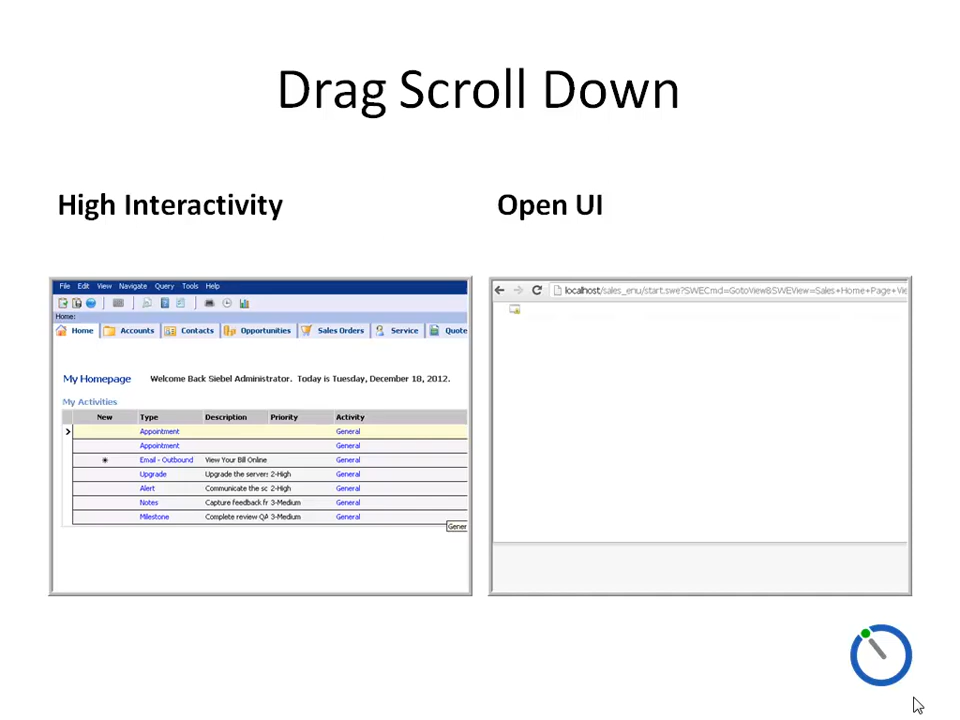 Drag Scroll Down
High Interactivity
Open UI
File Edit View Navigate Query Tools Help
Home:
Home Accounts Contacts Opportunities Sales Orders Service Quote
My Homepage Welcome Back Siebel Administrator. Today is Tuesday, December 18, 2012.
My Activities
New Type Description Priority Activity
Appointment General
Appointment General
Email - Outbound View Your Bill Online General
Upgrade Upgrade the server: 2-High General
Alert Communicate the sc 2-High General
Notes Capture feedback fr 3-Medium General
Milestone Complete review QA 3-Medium General
Gener
localhost/sales_enu/start.swe?SWECmd=GotoView&SWEView=Sales+Home+Page+Vie